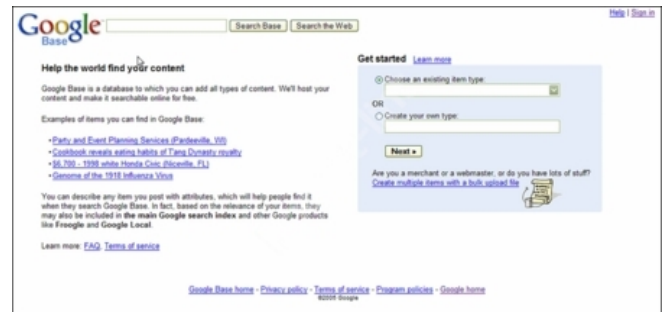 Help | Sign in
Google
Base
Search Base
Search the Web
Help the world find your content
Google Base is a database to which you can add all types of content. We'll host your
content and make it searchable online for free.
Examples of items you can find in Google Base:
• Party and Event Planning Services (Pardeeville, WI)
• Cookbook reveals eating habits of T'ang Dynasty royalty
• $6,700 - 1998 white Honda Civic (Niceville, FL)
• Genome of the 1918 Influenza Virus
You can describe any item you post with attributes, which will help people find it
when they search Google Base. In fact, based on the relevance of your items, they
may also be included in the main Google search index and other Google products
like Froogle and Google Local.
Learn more: FAQ, Terms of service
Get started Learn more
Choose an existing item type:
OR
Create your own type:
Next »
Are you a merchant or a webmaster, or do you have lots of stuff?
Create multiple items with a bulk upload file
Google Base home - Privacy policy - Terms of service - Program policies - Google home
©2005 Google